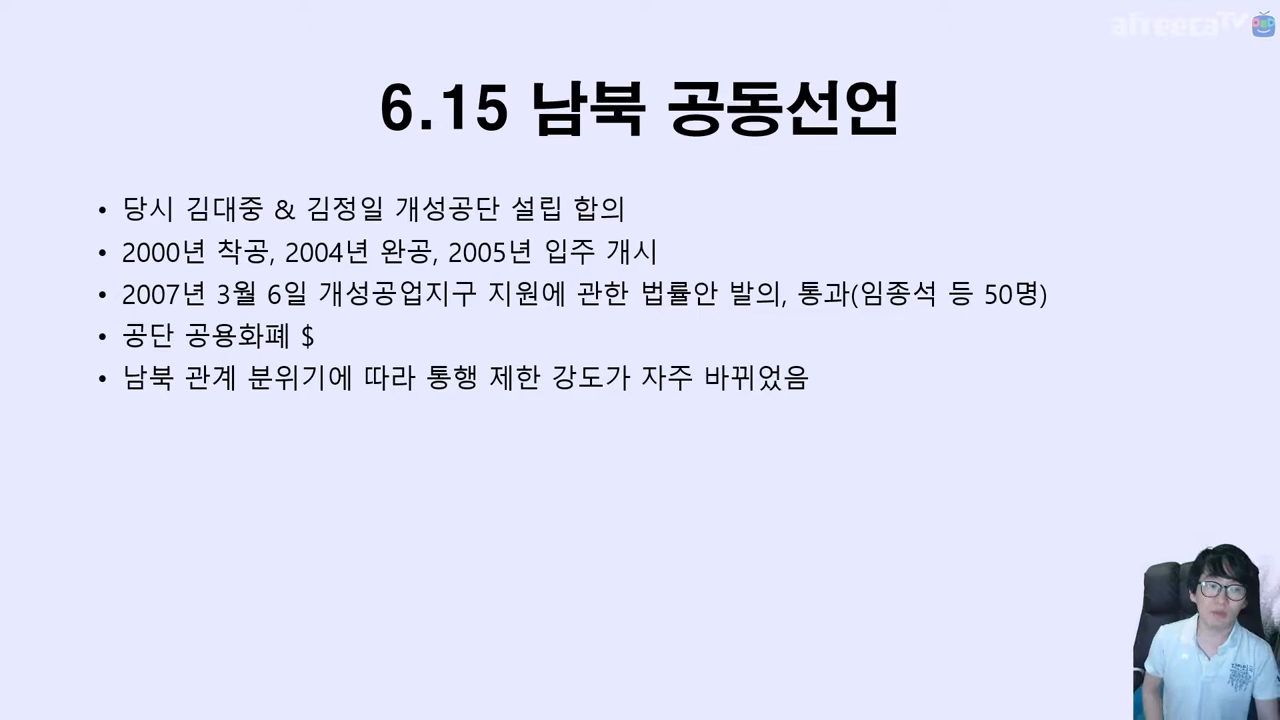 afreecaTV
6.15 남북 공동선언
• 당시 김대중 & 김정일 개성공단 설립 합의
• 2000년 착공, 2004년 완공, 2005년 입주 개시
• 2007년 3월 6일 개성공업지구 지원에 관한 법률안 발의, 통과(임종석 등 50명)
• 공단 공용화폐 $
• 남북 관계 분위기에 따라 통행 제한 강도가 자주 바뀌었음